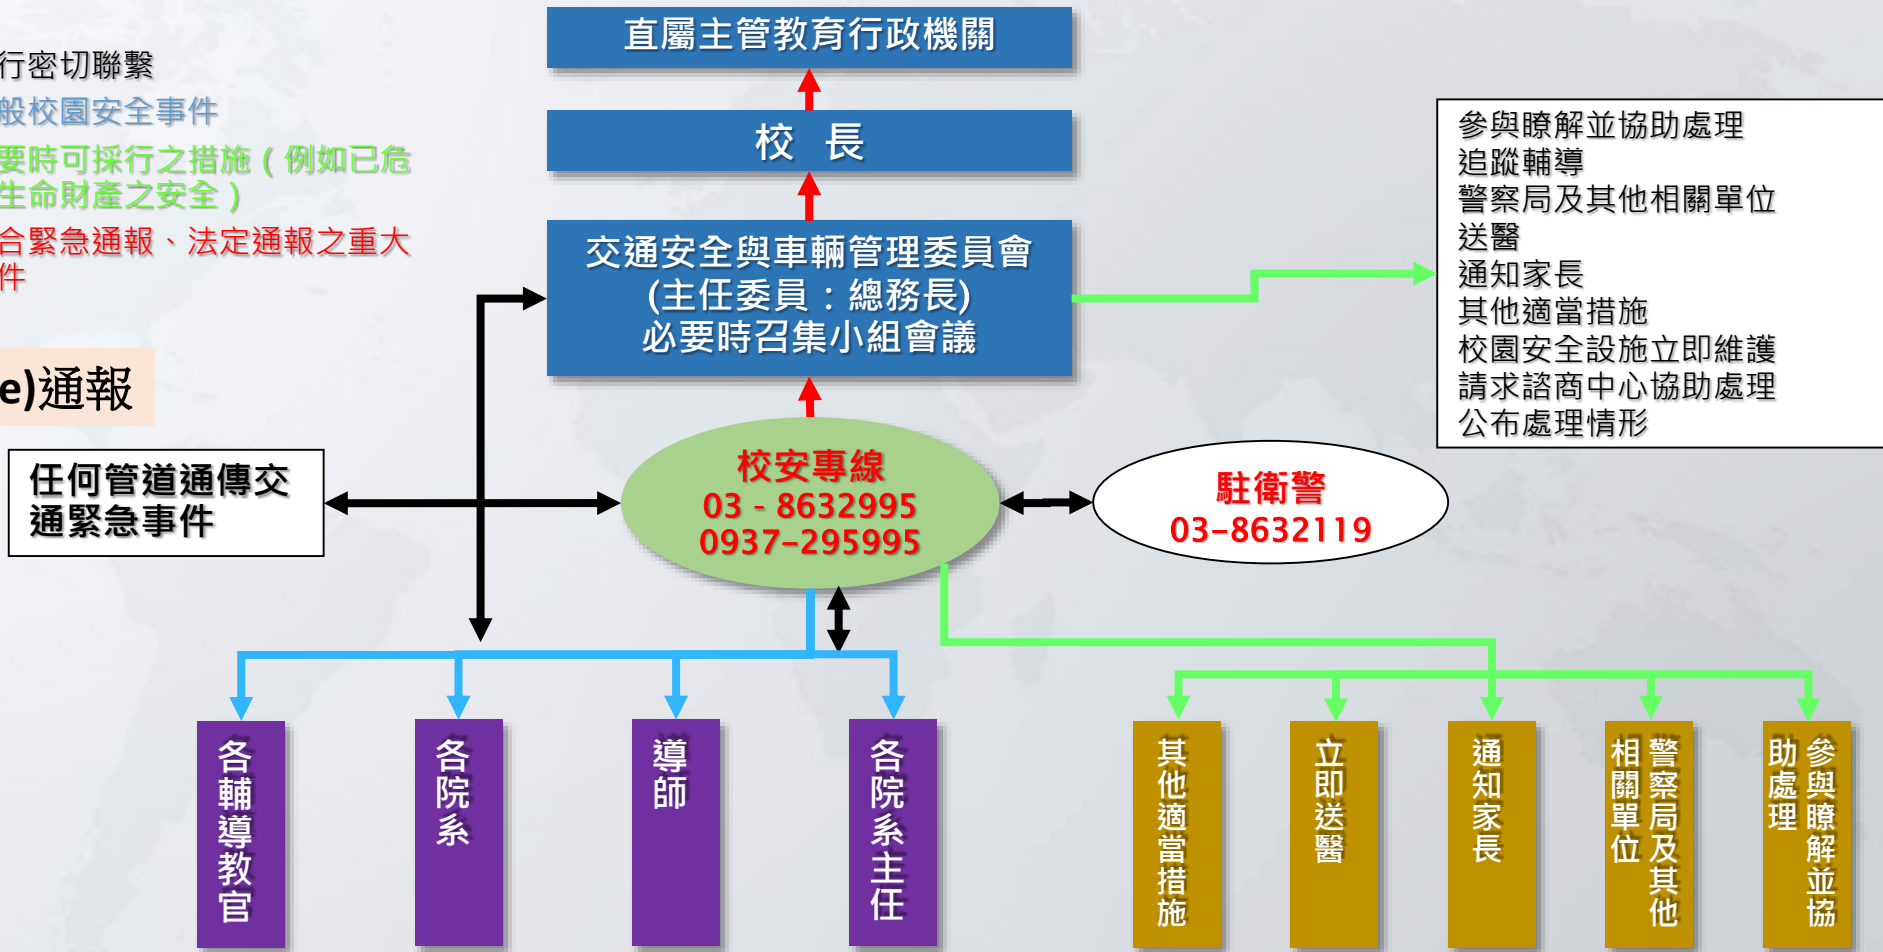 直屬主管教育行政機關
校 長
交通安全與車輛管理委員會
(主任委員：總務長)
必要時召集小組會議
行密切聯繫
般校園安全事件
要時可採行之措施（例如已危
生命財產之安全）
合緊急通報、法定通報之重大
件
e)通報
任何管道通傳交
通緊急事件
校安專線
03 - 8632995
0937-295995
駐衛警
03-8632119
參與瞭解並協助處理
追蹤輔導
警察局及其他相關單位
送醫
通知家長
其他適當措施
校園安全設施立即維護
請求諮商中心協助處理
公布處理情形
各輔導教官
各院系
導師
各院系主任
其他適當措施
立即送醫
通知家長
警察局及其他
相關單位
參與瞭解並協
助處理